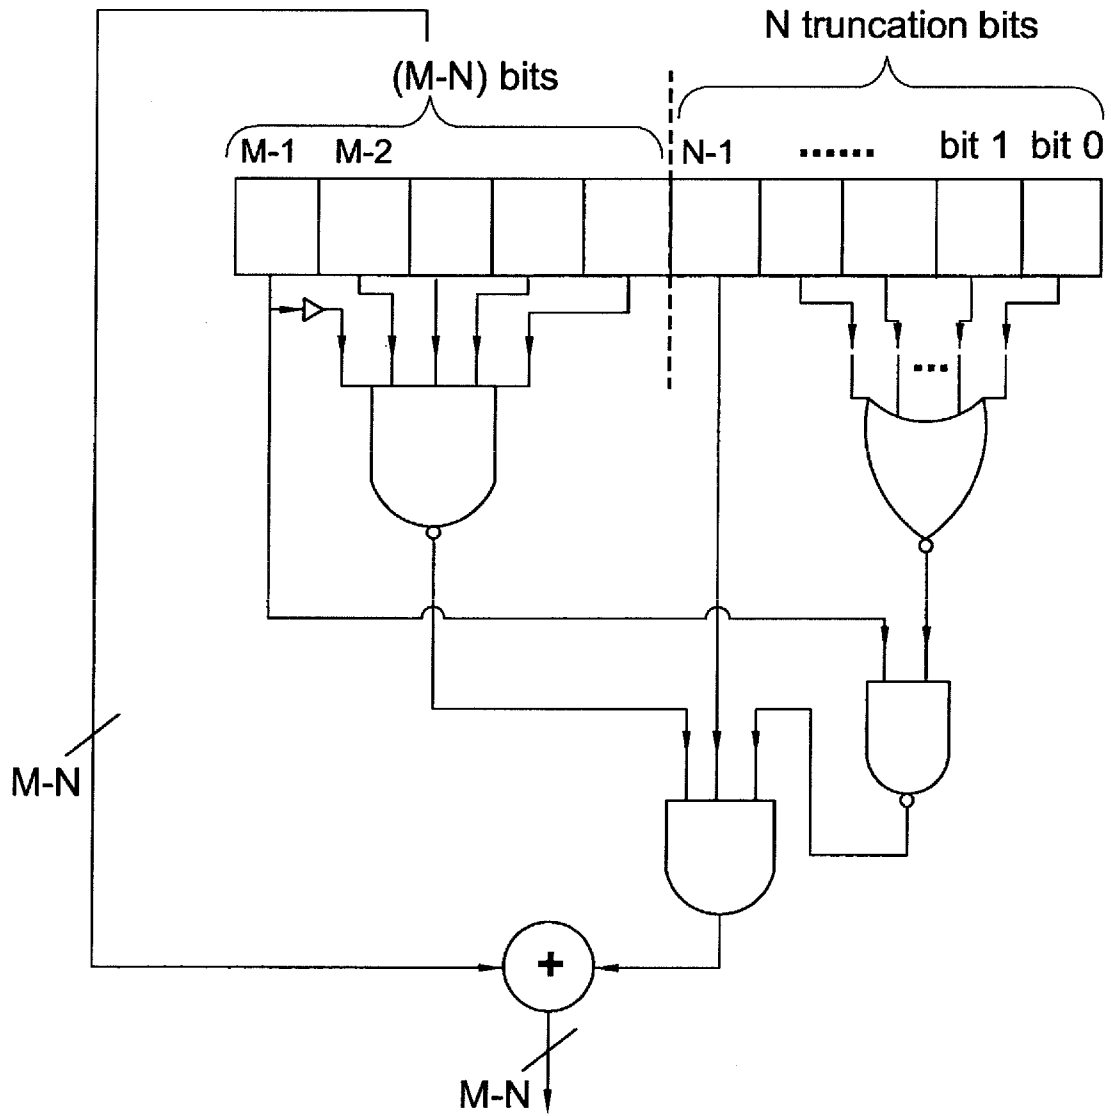 N truncation bits
(M-N) bits
M-1 M-2 N-1 ...... bit 1 bit 0
...
M-N
+
M-N